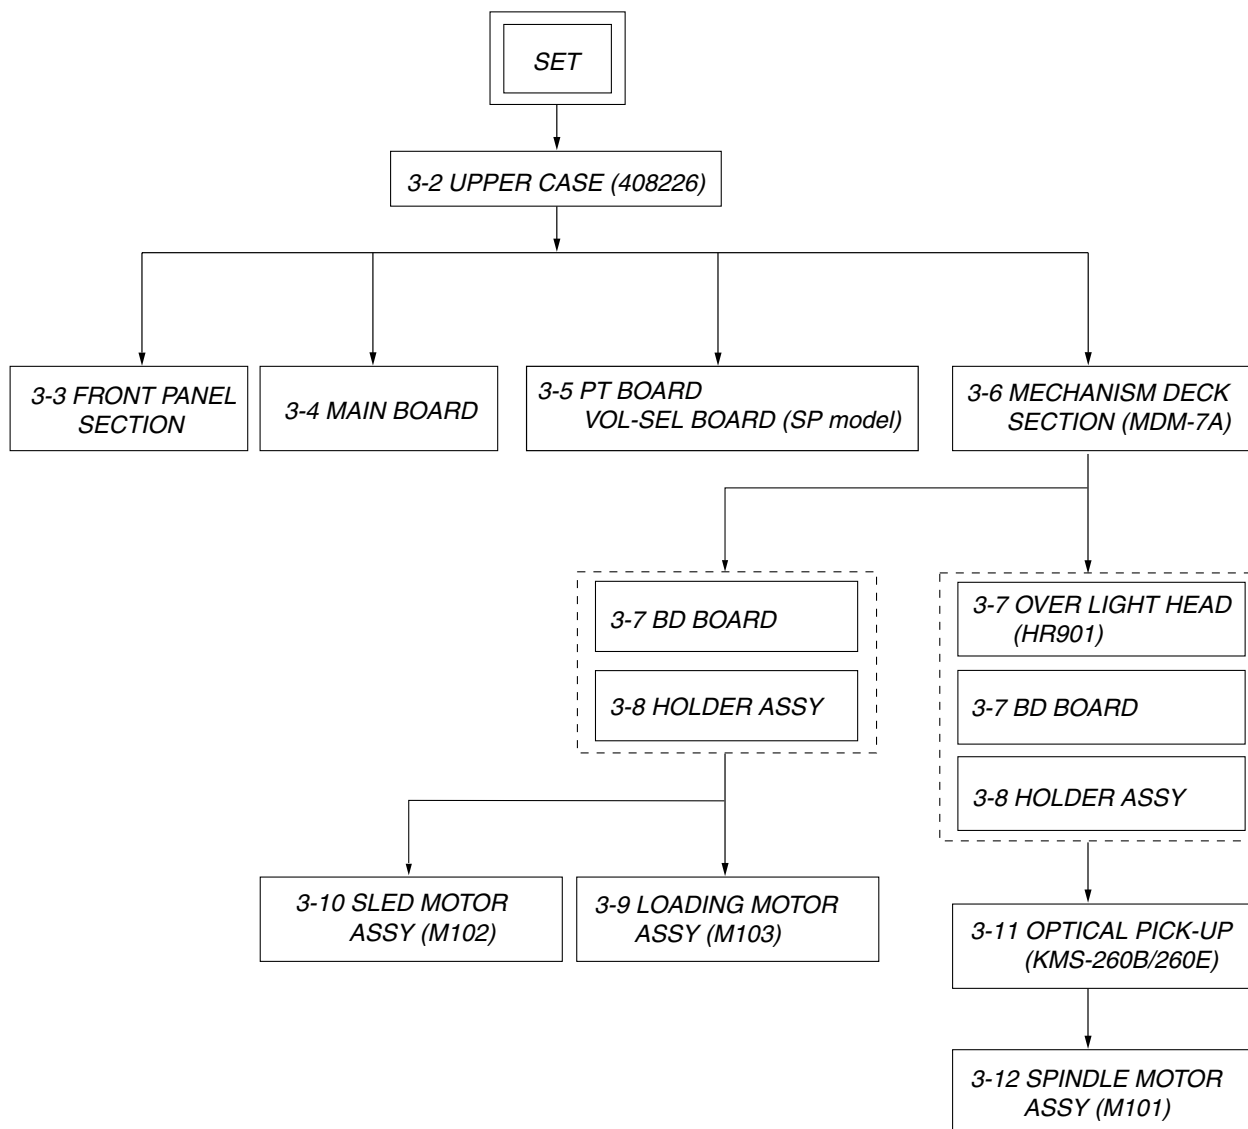 SET
3-2 UPPER CASE (408226)
3-3 FRONT PANEL
SECTION
3-4 MAIN BOARD
3-5 PT BOARD
VOL-SEL BOARD (SP model)
3-6 MECHANISM DECK
SECTION (MDM-7A)
3-7 BD BOARD
3-8 HOLDER ASSY
3-7 OVER LIGHT HEAD
(HR901)
3-7 BD BOARD
3-8 HOLDER ASSY
3-10 SLED MOTOR
ASSY (M102)
3-9 LOADING MOTOR
ASSY (M103)
3-11 OPTICAL PICK-UP
(KMS-260B/260E)
3-12 SPINDLE MOTOR
ASSY (M101)